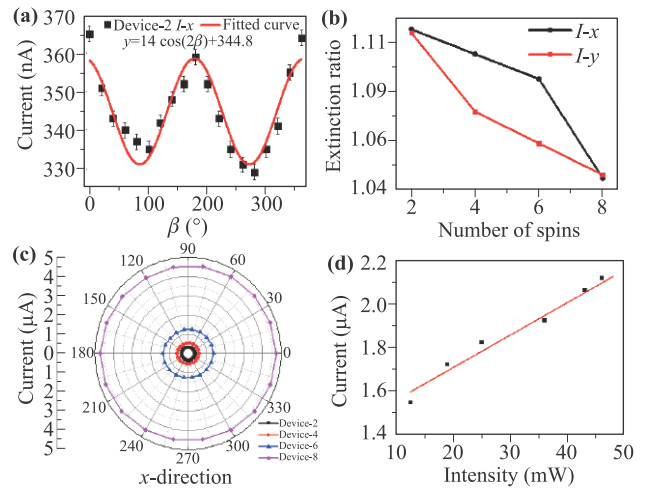 (a)
Device-2 I-x
Fitted curve
y=14 cos(2β)+344.8
370
360
350
340
330
Current (nA)
0
100
200
300
β (°)
(b)
I-x
I-y
1.11
1.09
1.06
1.04
Extinction ratio
2
4
6
8
Number of spins
(c)
5
4
3
2
1
0
1
2
3
4
5
Current (μA)
90
120
60
150
30
180
0
210
330
240
300
270
Device-2
Device-4
Device-6
Device-8
x-direction
(d)
2.2
2.0
1.8
1.6
1.4
Current (μA)
10
20
30
40
50
Intensity (mW)